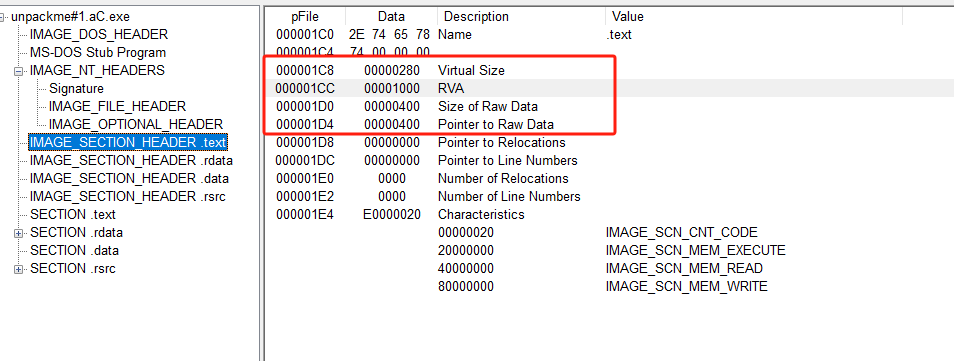 unpackme#1.aC.exe
IMAGE_DOS_HEADER
MS-DOS Stub Program
IMAGE_NT_HEADERS
Signature
IMAGE_FILE_HEADER
IMAGE_OPTIONAL_HEADER
IMAGE_SECTION_HEADER .text
IMAGE_SECTION_HEADER .rdata
IMAGE_SECTION_HEADER .data
IMAGE_SECTION_HEADER .rsrc
SECTION .text
SECTION .rdata
SECTION .data
SECTION .rsrc
pFile Data Description Value
000001C0 2E 74 65 78 Name .text
000001C4 74 00 00 00
000001C8 00000280 Virtual Size
000001CC 00001000 RVA
000001D0 00000400 Size of Raw Data
000001D4 00000400 Pointer to Raw Data
000001D8 00000000 Pointer to Relocations
000001DC 00000000 Pointer to Line Numbers
000001E0 0000 Number of Relocations
000001E2 0000 Number of Line Numbers
000001E4 E0000020 Characteristics
00000020 IMAGE_SCN_CNT_CODE
20000000 IMAGE_SCN_MEM_EXECUTE
40000000 IMAGE_SCN_MEM_READ
80000000 IMAGE_SCN_MEM_WRITE